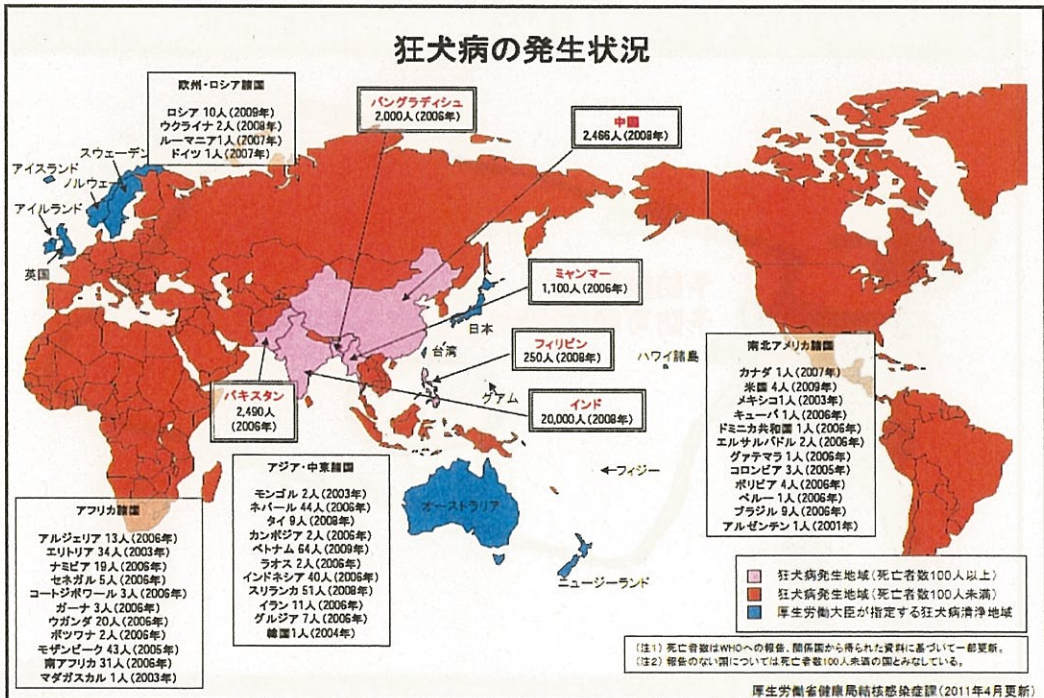 狂犬病の発生状況
欧州・ロシア諸国
ロシア 10人(2009年)
ウクライナ 2人(2008年)
ルーマニア1人(2007年)
ドイツ 1人(2007年)
バングラディシュ
2,000人(2006年)
中国
2,466人(2008年)
スウェーデン
アイスランド
ノルウェー
アイルランド
英国
ミャンマー
1,100人(2006年)
日本
台湾
フィリピン
250人(2008年)
ハワイ諸島
グアム
パキスタン
2,490人
(2006年)
インド
20,000人(2008年)
南北アメリカ諸国
カナダ 1人(2007年)
米国 4人(2009年)
メキシコ1人(2003年)
キューバ 1人(2006年)
ドミニカ共和国 1人(2006年)
エルサルバドル 2人(2006年)
グァテマラ 1人(2006年)
コロンビア 3人(2005年)
ボリビア 4人(2006年)
ペルー 1人(2006年)
ブラジル 9人(2006年)
アルゼンチン 1人(2001年)
アジア・中東諸国
モンゴル 2人(2003年)
ネパール 44人(2006年)
タイ 9人(2008年)
カンボジア 2人(2006年)
ベトナム 64人(2009年)
ラオス 2人(2006年)
インドネシア 40人(2006年)
スリランカ 51人(2008年)
イラン 11人(2006年)
グルジア 7人(2006年)
韓国1人(2004年)
フィジー
オーストラリア
ニュージーランド
アフリカ諸国
アルジェリア 13人(2006年)
エリトリア 34人(2003年)
ナミビア 19人(2006年)
セネガル 5人(2006年)
コートジボワール 3人(2006年)
ガーナ 3人(2006年)
ウガンダ 20人(2006年)
ボツワナ 2人(2006年)
モザンビーク 43人(2005年)
南アフリカ 31人(2006年)
マダガスカル 1人(2003年)
狂犬病発生地域(死亡者数100人以上)
狂犬病発生地域(死亡者数100人未満)
厚生労働大臣が指定する狂犬病清浄地域
(注1) 死亡者数はWHOへの報告、関係国から得られた資料に基づいて一部更新。
(注2) 報告のない国については死亡者数100人未満の国とみなしている。
厚生労働省健康局結核感染症課(2011年4月更新)